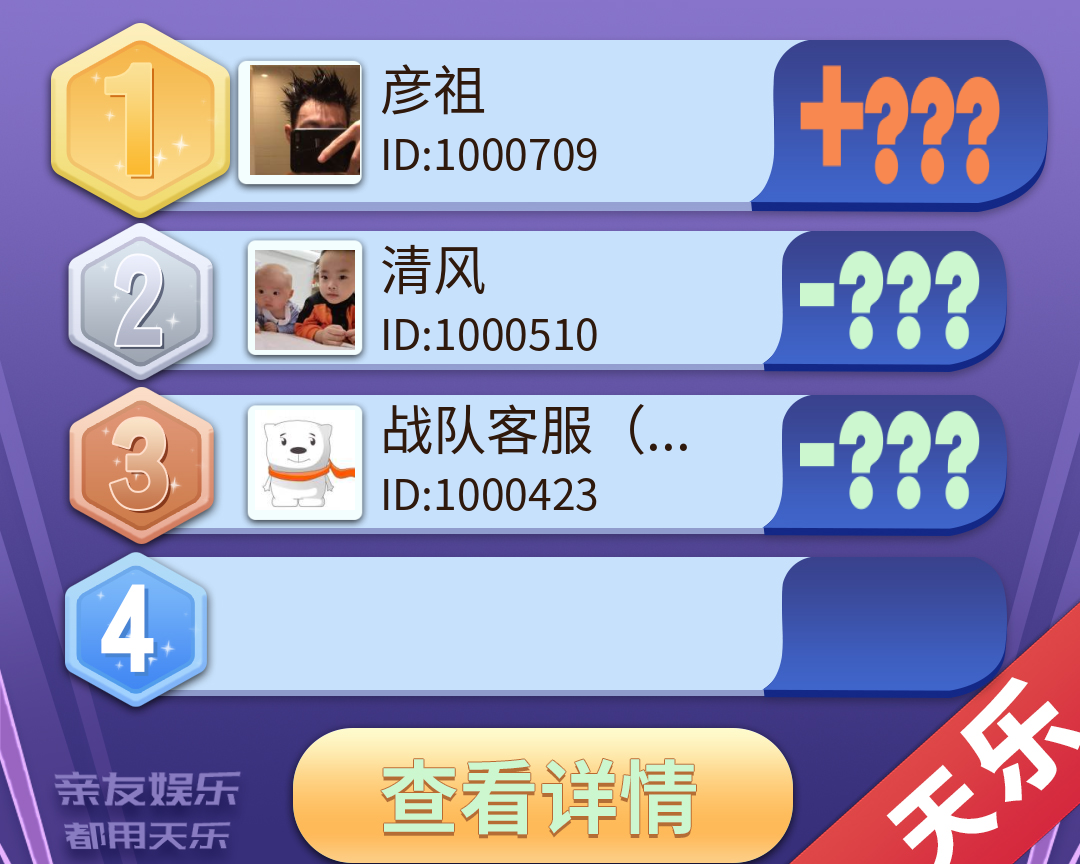 1
彦祖
ID:1000709
+???
2
清风
ID:1000510
-???
3
战队客服（...
ID:1000423
-???
4
查看详情
亲友娱乐
都用天乐
天乐